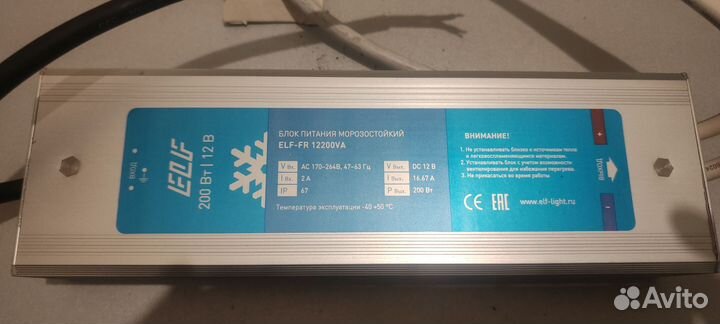 ВХОД
ELF
200 Вт | 12 В
БЛОК ПИТАНИЯ МОРОЗОСТОЙКИЙ
ELF-FR 12200VA
V Вх. AC 170-264В, 47-63 Гц
I Вх. 2 А
IP 67
V Вых. DC 12 В
I Вых. 16.67 А
P Вых. 200 Вт
Температура эксплуатации -40 +50 °C
ВНИМАНИЕ!
1. Не устанавливать блок вблизи к источникам тепла
и легковоспламеняющимся материалам.
2. Устанавливать блок с учетом возможности
вентилирования для избежания перегрева.
3. Не прикасаться во время работы
CE EAC www.elf-light.ru
+
ВЫХОД
-
Avito